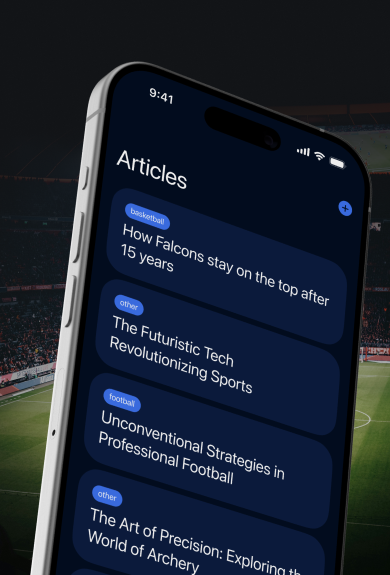 9:41
Articles
basketball
How Falcons stay on the top after
15 years
other
The Futuristic Tech
Revolutionizing Sports
football
Unconventional Strategies in
Professional Football
other
The Art of Precision: Exploring th
World of Archery